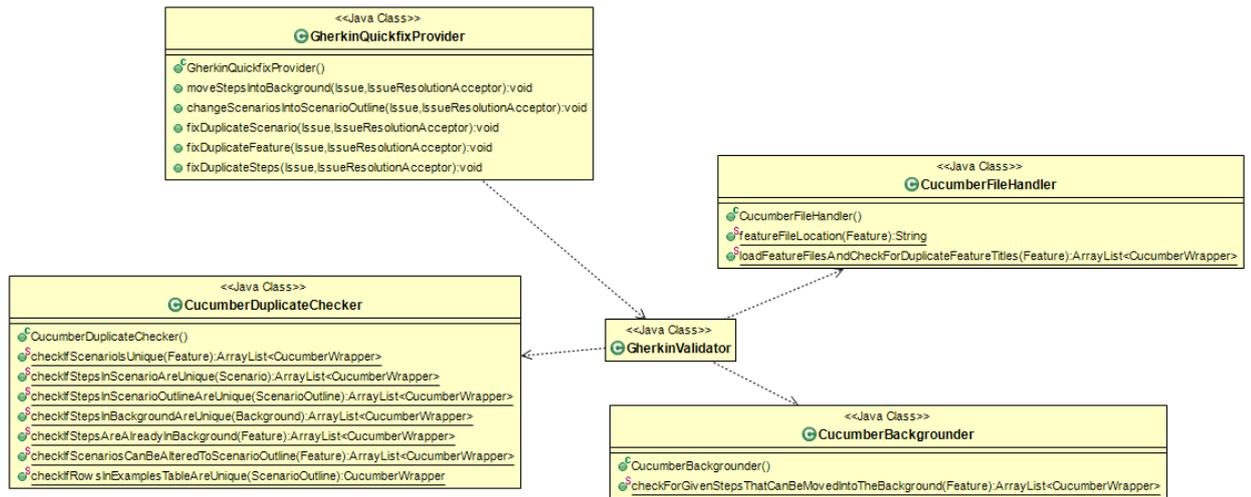 <<Java Class>>
GherkinQuickfixProvider
GherkinQuickfixProvider()
moveStepsIntoBackground(Issue,IssueResolutionAcceptor):void
changeScenariosIntoScenarioOutline(Issue,IssueResolutionAcceptor):void
fixDuplicateScenario(Issue,IssueResolutionAcceptor):void
fixDuplicateFeature(Issue,IssueResolutionAcceptor):void
fixDuplicateSteps(Issue,IssueResolutionAcceptor):void
<<Java Class>>
CucumberFileHandler
CucumberFileHandler()
featureFileLocation(Feature):String
loadFeatureFilesAndCheckForDuplicateFeatureTitles(Feature):ArrayList<CucumberWrapper>
<<Java Class>>
CucumberDuplicateChecker
CucumberDuplicateChecker()
checkIfScenarioIsUnique(Feature):ArrayList<CucumberWrapper>
checkIfStepsInScenarioAreUnique(Scenario):ArrayList<CucumberWrapper>
checkIfStepsInScenarioOutlineAreUnique(ScenarioOutline):ArrayList<CucumberWrapper>
checkIfStepsInBackgroundAreUnique(Background):ArrayList<CucumberWrapper>
checkIfStepsAreAlreadyInBackground(Feature):ArrayList<CucumberWrapper>
checkIfScenariosCanBeAlteredToScenarioOutline(Feature):ArrayList<CucumberWrapper>
checkIfRowsInExamplesTableAreUnique(ScenarioOutline):CucumberWrapper
<<Java Class>>
GherkinValidator
<<Java Class>>
CucumberBackgrounder
CucumberBackgrounder()
checkForGivenStepsThatCanBeMovedIntoTheBackground(Feature):ArrayList<CucumberWrapper>